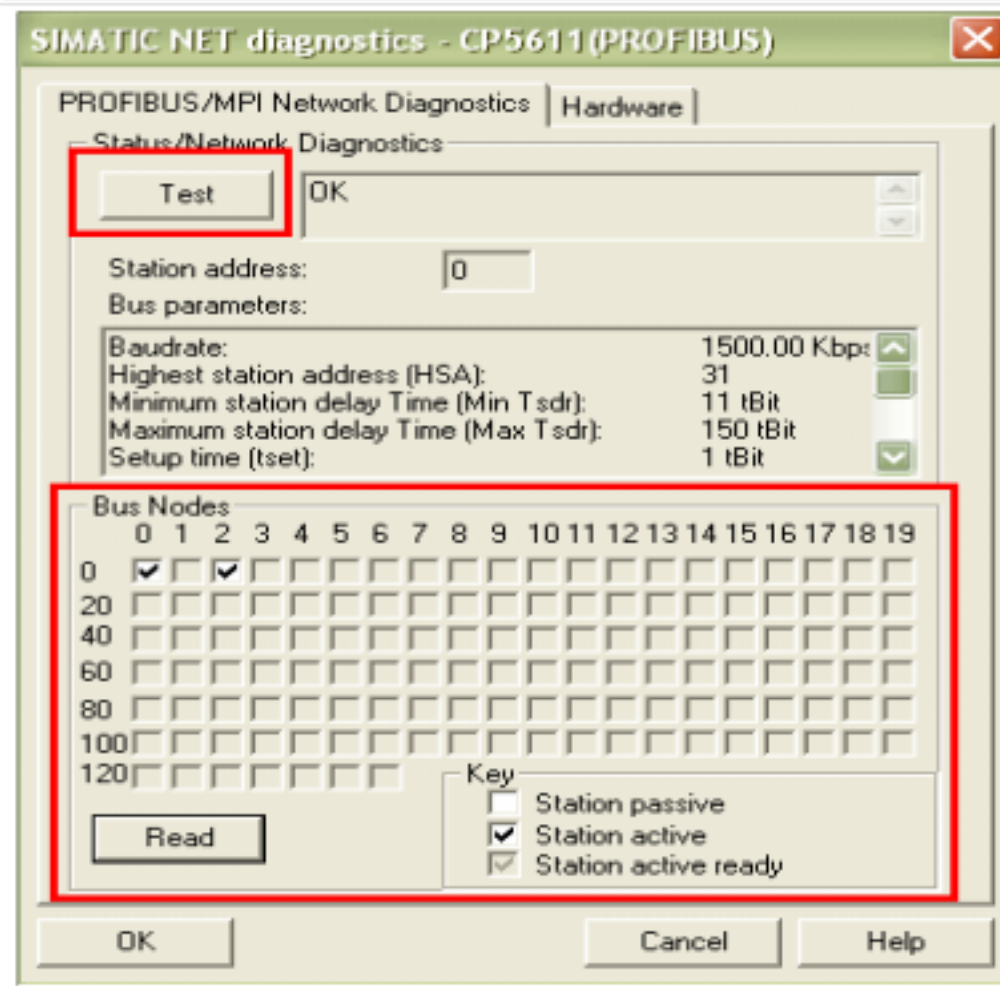 SIMATIC NET diagnostics - CP5611(PROFIBUS)
PROFIBUS/MPI Network Diagnostics Hardware
Status/Network Diagnostics
Test OK
Station address: 0
Bus parameters:
Baudrate: 1500.00 Kbps
Highest station address (HSA): 31
Minimum station delay Time (Min Tsdr): 11 tBit
Maximum station delay Time (Max Tsdr): 150 tBit
Setup time (tset): 1 tBit
Bus Nodes
0 1 2 3 4 5 6 7 8 9 10 11 12 13 14 15 16 17 18 19
0
20
40
60
80
100
120
Key
Station passive
Read
Station active
Station active ready
OK Cancel Help